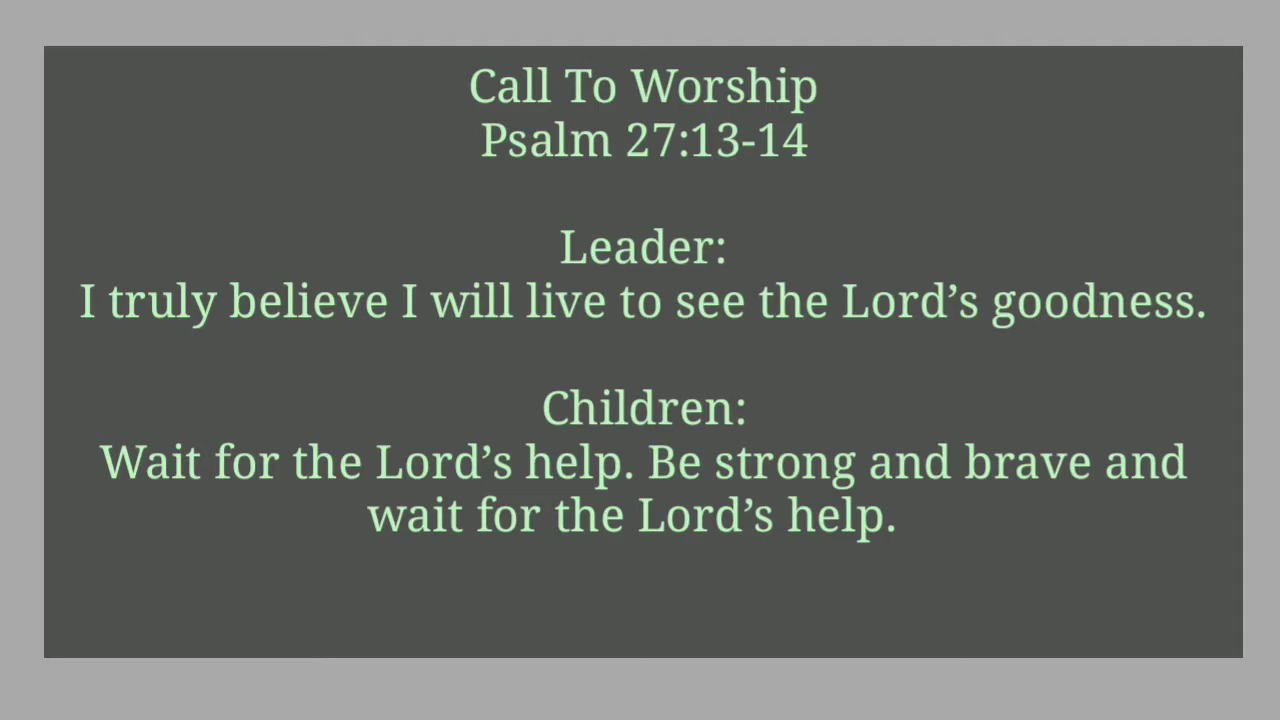 Call To Worship
Psalm 27:13-14
Leader:
I truly believe I will live to see the Lord’s goodness.
Children:
Wait for the Lord’s help. Be strong and brave and
wait for the Lord’s help.